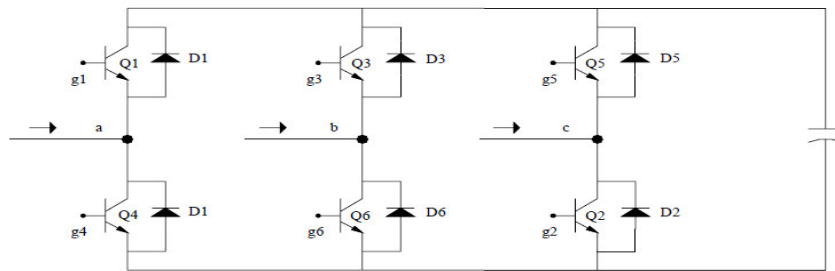 Q1 D1 Q3 D3 Q5 D5
g1 g3 g5
a b c
Q4 D1 Q6 D6 Q2 D2
g4 g6 g2